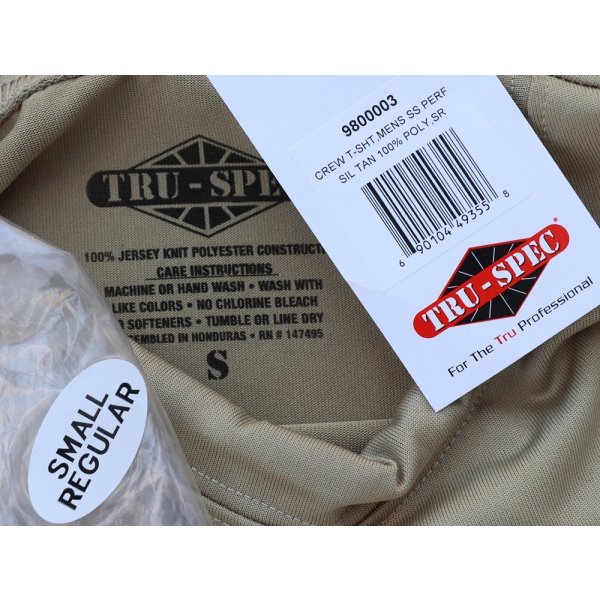 TRU-SPEC
100% JERSEY KNIT POLYESTER
CARE INSTRUCTIONS
MACHINE OR HAND WASH • WASH WITH
LIKE COLORS • NO CHLORINE BLEACH
SOFTENERS • TUMBLE OR LINE DRY
IN HONDURAS • RN # 147495
S
SMALL
REGULAR
9800003
CREW T-SHT,MENS SS PERF
SIL TAN 100% POLY SR
6 90104 49355 8
TRU-SPEC®
For The Tru Professional